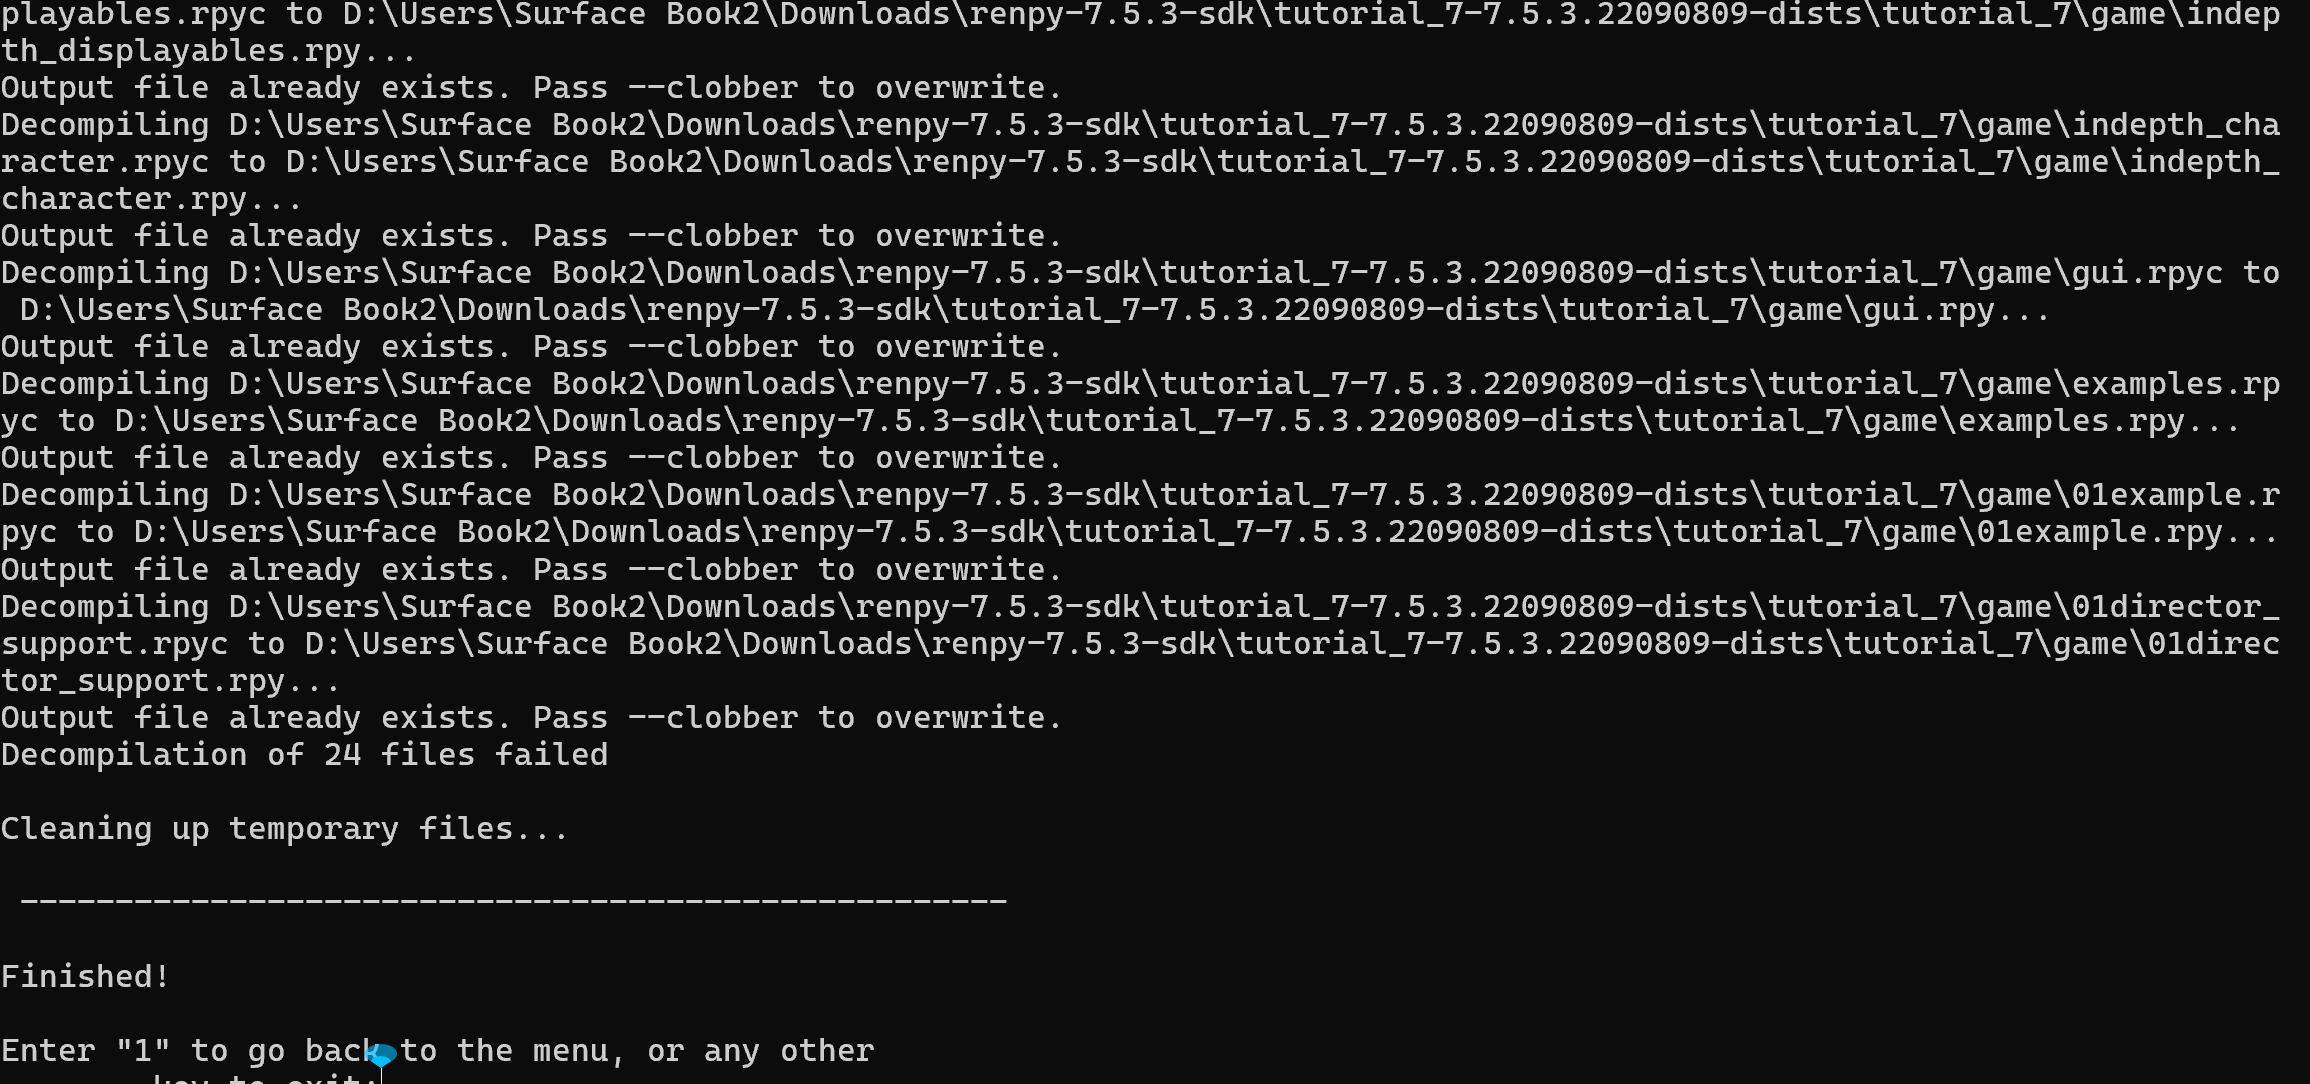 playables.rpyc to D:\Users\Surface Book2\Downloads\renpy-7.5.3-sdk\tutorial_7-7.5.3.22090809-dists\tutorial_7\game\indep
th_displayables.rpy...
Output file already exists. Pass --clobber to overwrite.
Decompiling D:\Users\Surface Book2\Downloads\renpy-7.5.3-sdk\tutorial_7-7.5.3.22090809-dists\tutorial_7\game\indepth_cha
racter.rpyc to D:\Users\Surface Book2\Downloads\renpy-7.5.3-sdk\tutorial_7-7.5.3.22090809-dists\tutorial_7\game\indepth_
character.rpy...
Output file already exists. Pass --clobber to overwrite.
Decompiling D:\Users\Surface Book2\Downloads\renpy-7.5.3-sdk\tutorial_7-7.5.3.22090809-dists\tutorial_7\game\gui.rpyc to
 D:\Users\Surface Book2\Downloads\renpy-7.5.3-sdk\tutorial_7-7.5.3.22090809-dists\tutorial_7\game\gui.rpy...
Output file already exists. Pass --clobber to overwrite.
Decompiling D:\Users\Surface Book2\Downloads\renpy-7.5.3-sdk\tutorial_7-7.5.3.22090809-dists\tutorial_7\game\examples.rp
yc to D:\Users\Surface Book2\Downloads\renpy-7.5.3-sdk\tutorial_7-7.5.3.22090809-dists\tutorial_7\game\examples.rpy...
Output file already exists. Pass --clobber to overwrite.
Decompiling D:\Users\Surface Book2\Downloads\renpy-7.5.3-sdk\tutorial_7-7.5.3.22090809-dists\tutorial_7\game\01example.r
pyc to D:\Users\Surface Book2\Downloads\renpy-7.5.3-sdk\tutorial_7-7.5.3.22090809-dists\tutorial_7\game\01example.rpy...
Output file already exists. Pass --clobber to overwrite.
Decompiling D:\Users\Surface Book2\Downloads\renpy-7.5.3-sdk\tutorial_7-7.5.3.22090809-dists\tutorial_7\game\01director_
support.rpyc to D:\Users\Surface Book2\Downloads\renpy-7.5.3-sdk\tutorial_7-7.5.3.22090809-dists\tutorial_7\game\01direc
tor_support.rpy...
Output file already exists. Pass --clobber to overwrite.
Decompilation of 24 files failed
Cleaning up temporary files...
----------------------------------------------------
Finished!
Enter "1" to go back to the menu, or any other
key to exit: